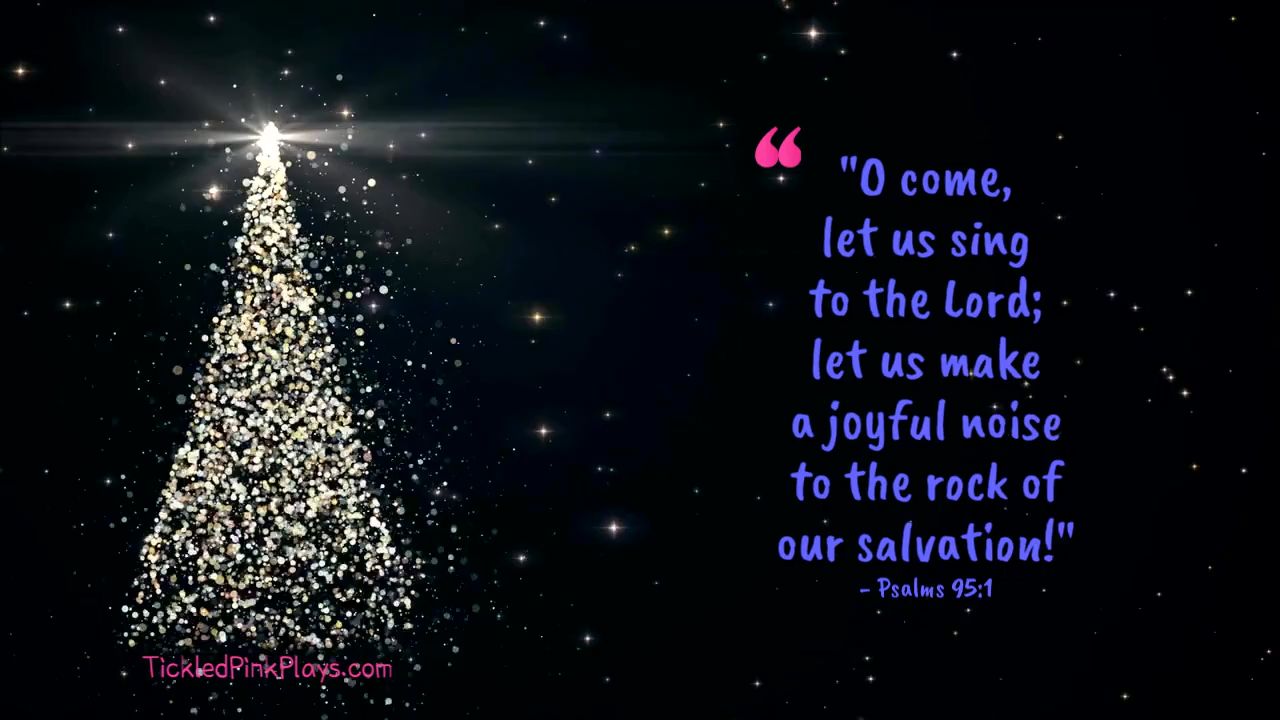 "O come,
let us sing
to the Lord;
let us make
a joyful noise
to the rock of
our salvation!"
- Psalms 95:1
TickledPinkPlays.com